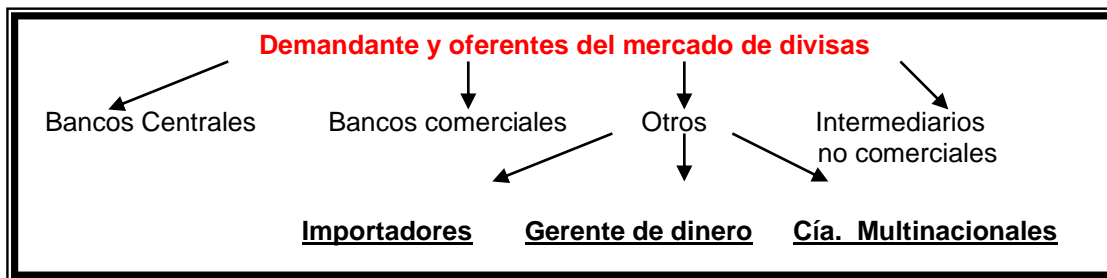 Demandante y oferentes del mercado de divisas
Bancos Centrales Bancos comerciales Otros Intermediarios
no comerciales
Importadores Gerente de dinero Cía. Multinacionales